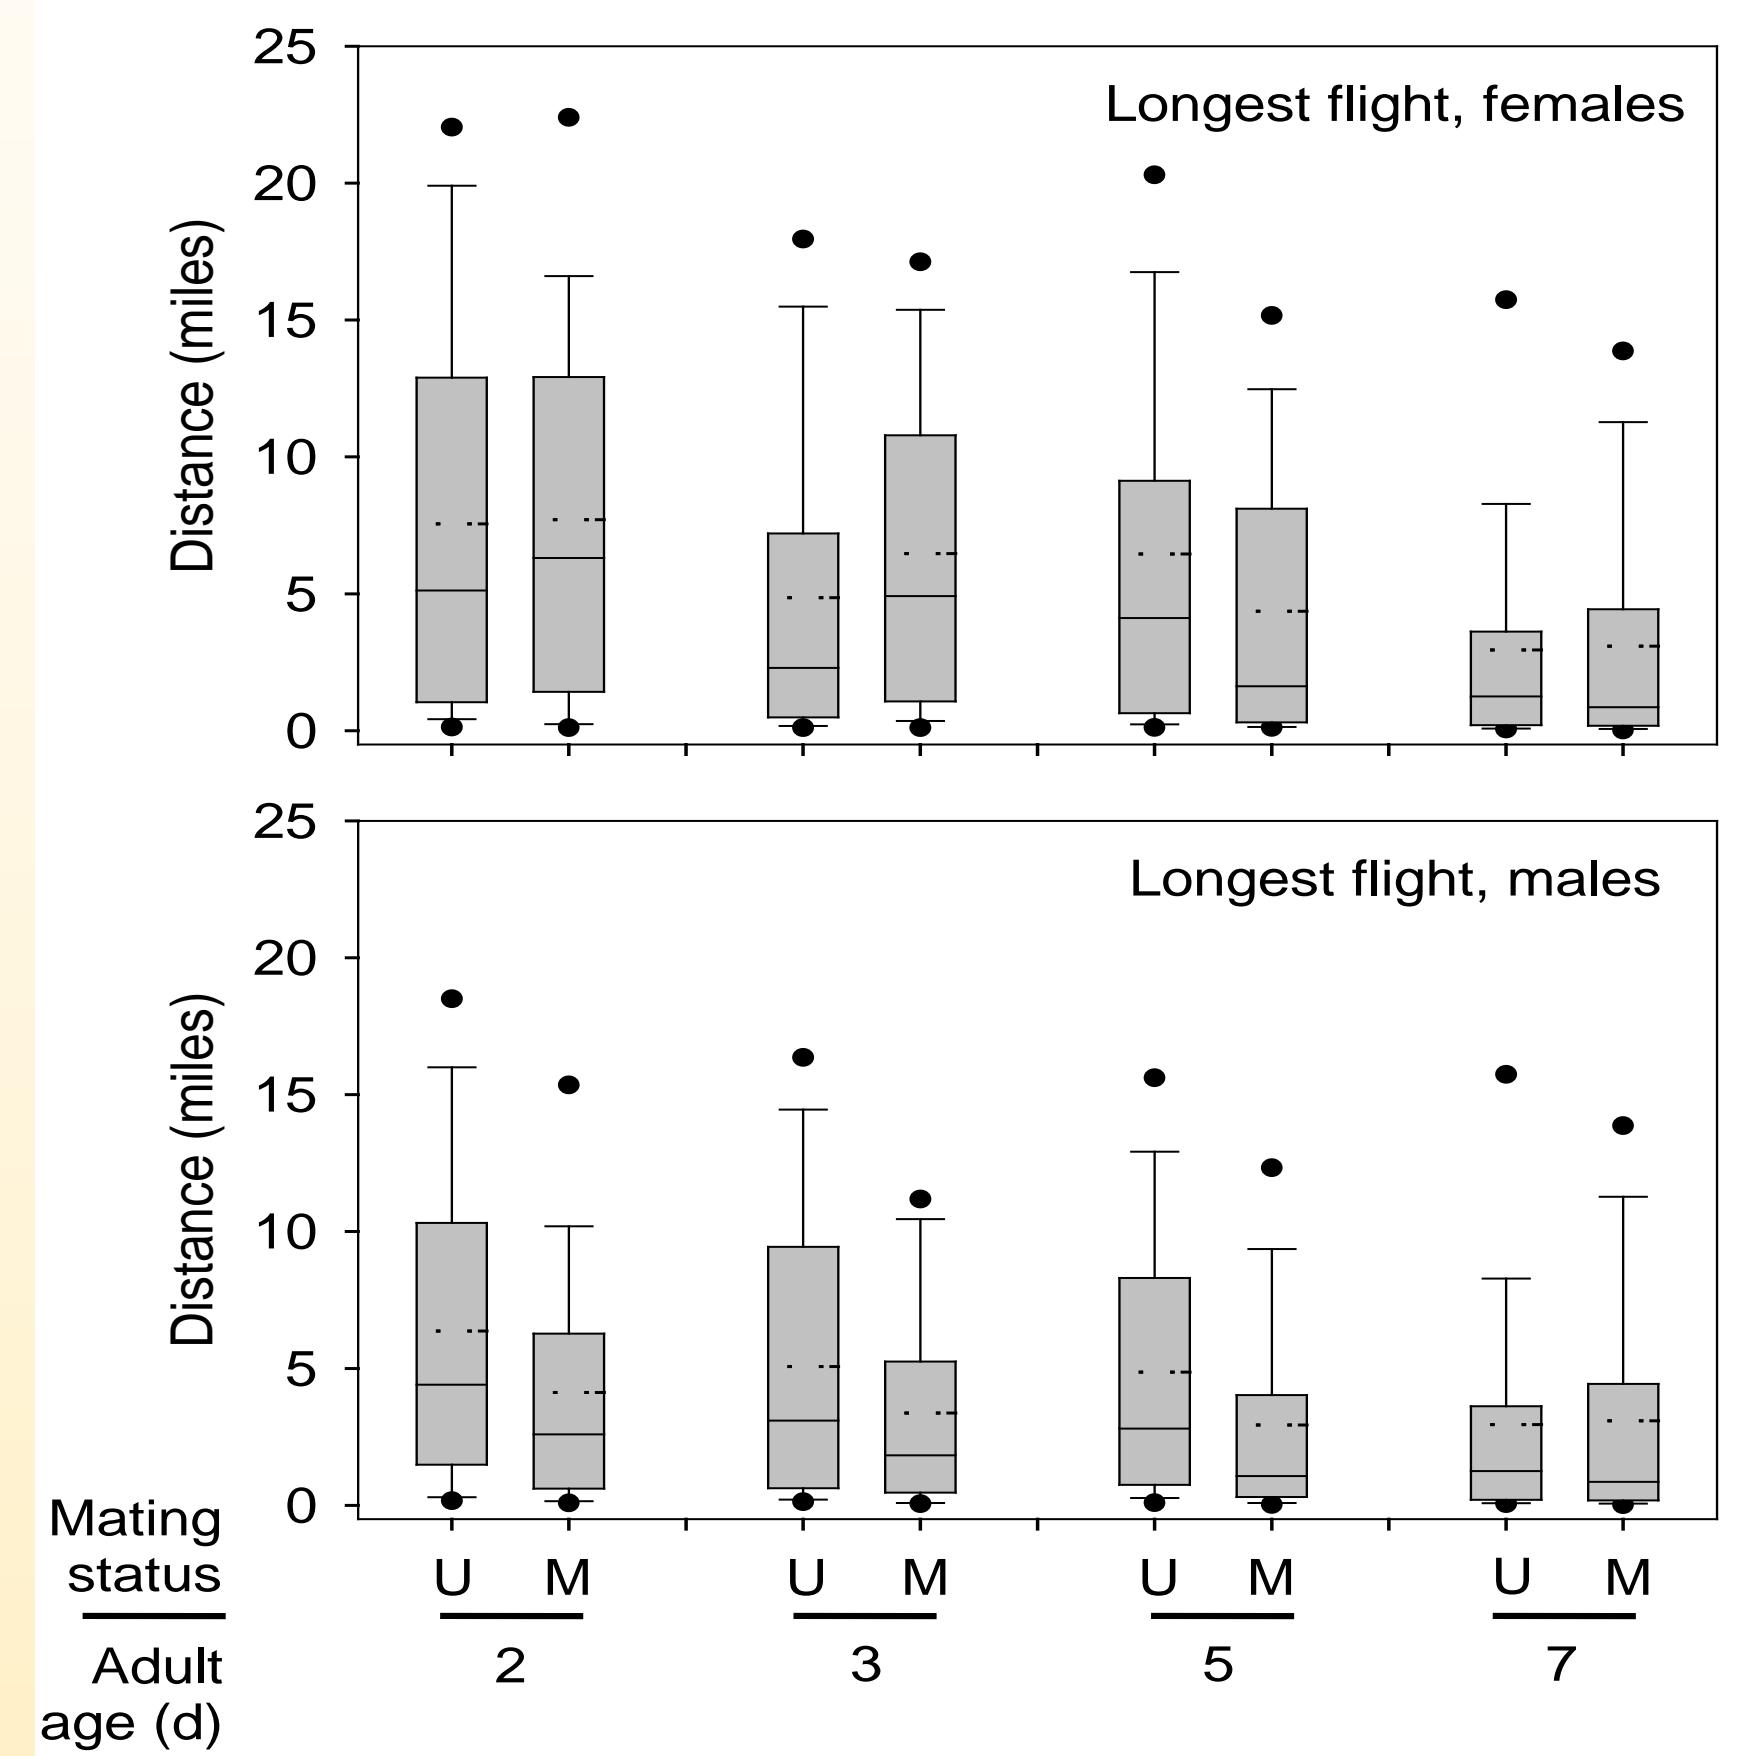 25
Longest flight, females
20
15
10
5
0
Distance (miles)
25
Longest flight, males
20
15
10
5
0
Distance (miles)
Mating
status
U M U M U M U M
Adult
age (d)
2 3 5 7